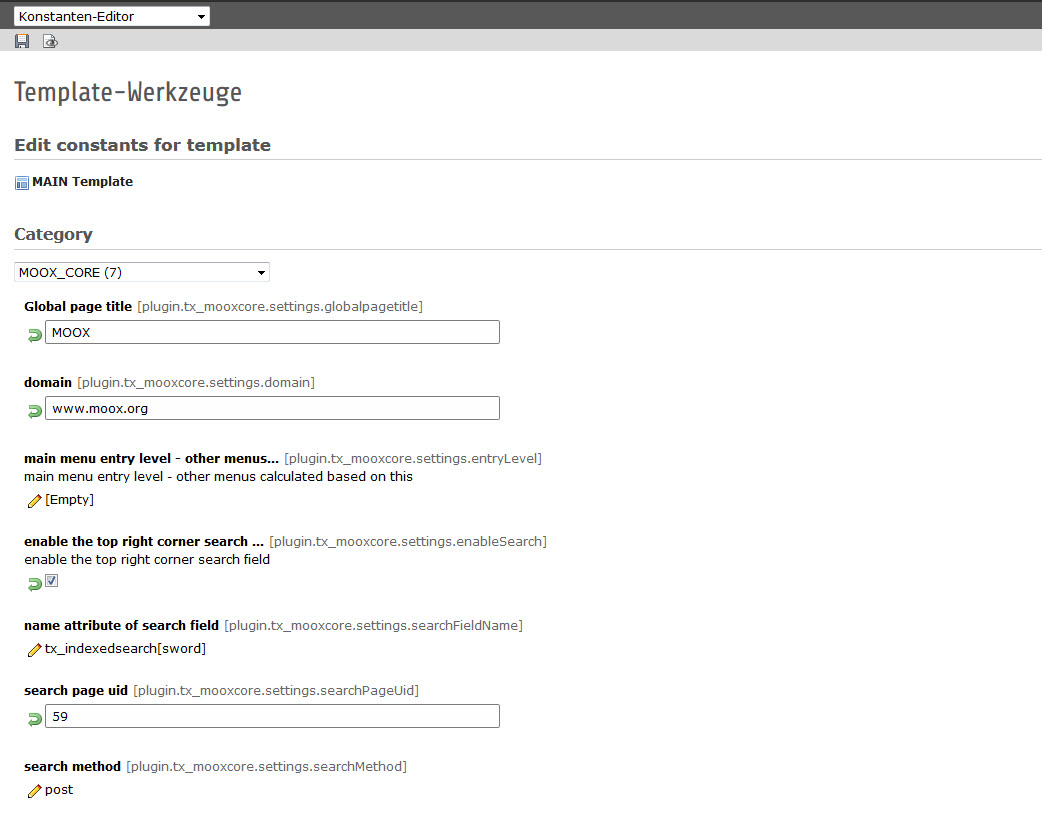 Konstanten-Editor
Template-Werkzeuge
Edit constants for template
MAIN Template
Category
MOOX_CORE (7)
Global page title [plugin.tx_mooxcore.settings.globalpagetitle]
MOOX
domain [plugin.tx_mooxcore.settings.domain]
www.moox.org
main menu entry level - other menus... [plugin.tx_mooxcore.settings.entryLevel]
main menu entry level - other menus calculated based on this
[Empty]
enable the top right corner search ... [plugin.tx_mooxcore.settings.enableSearch]
enable the top right corner search field
name attribute of search field [plugin.tx_mooxcore.settings.searchFieldName]
tx_indexedsearch[sword]
search page uid [plugin.tx_mooxcore.settings.searchPageUid]
59
search method [plugin.tx_mooxcore.settings.searchMethod]
post